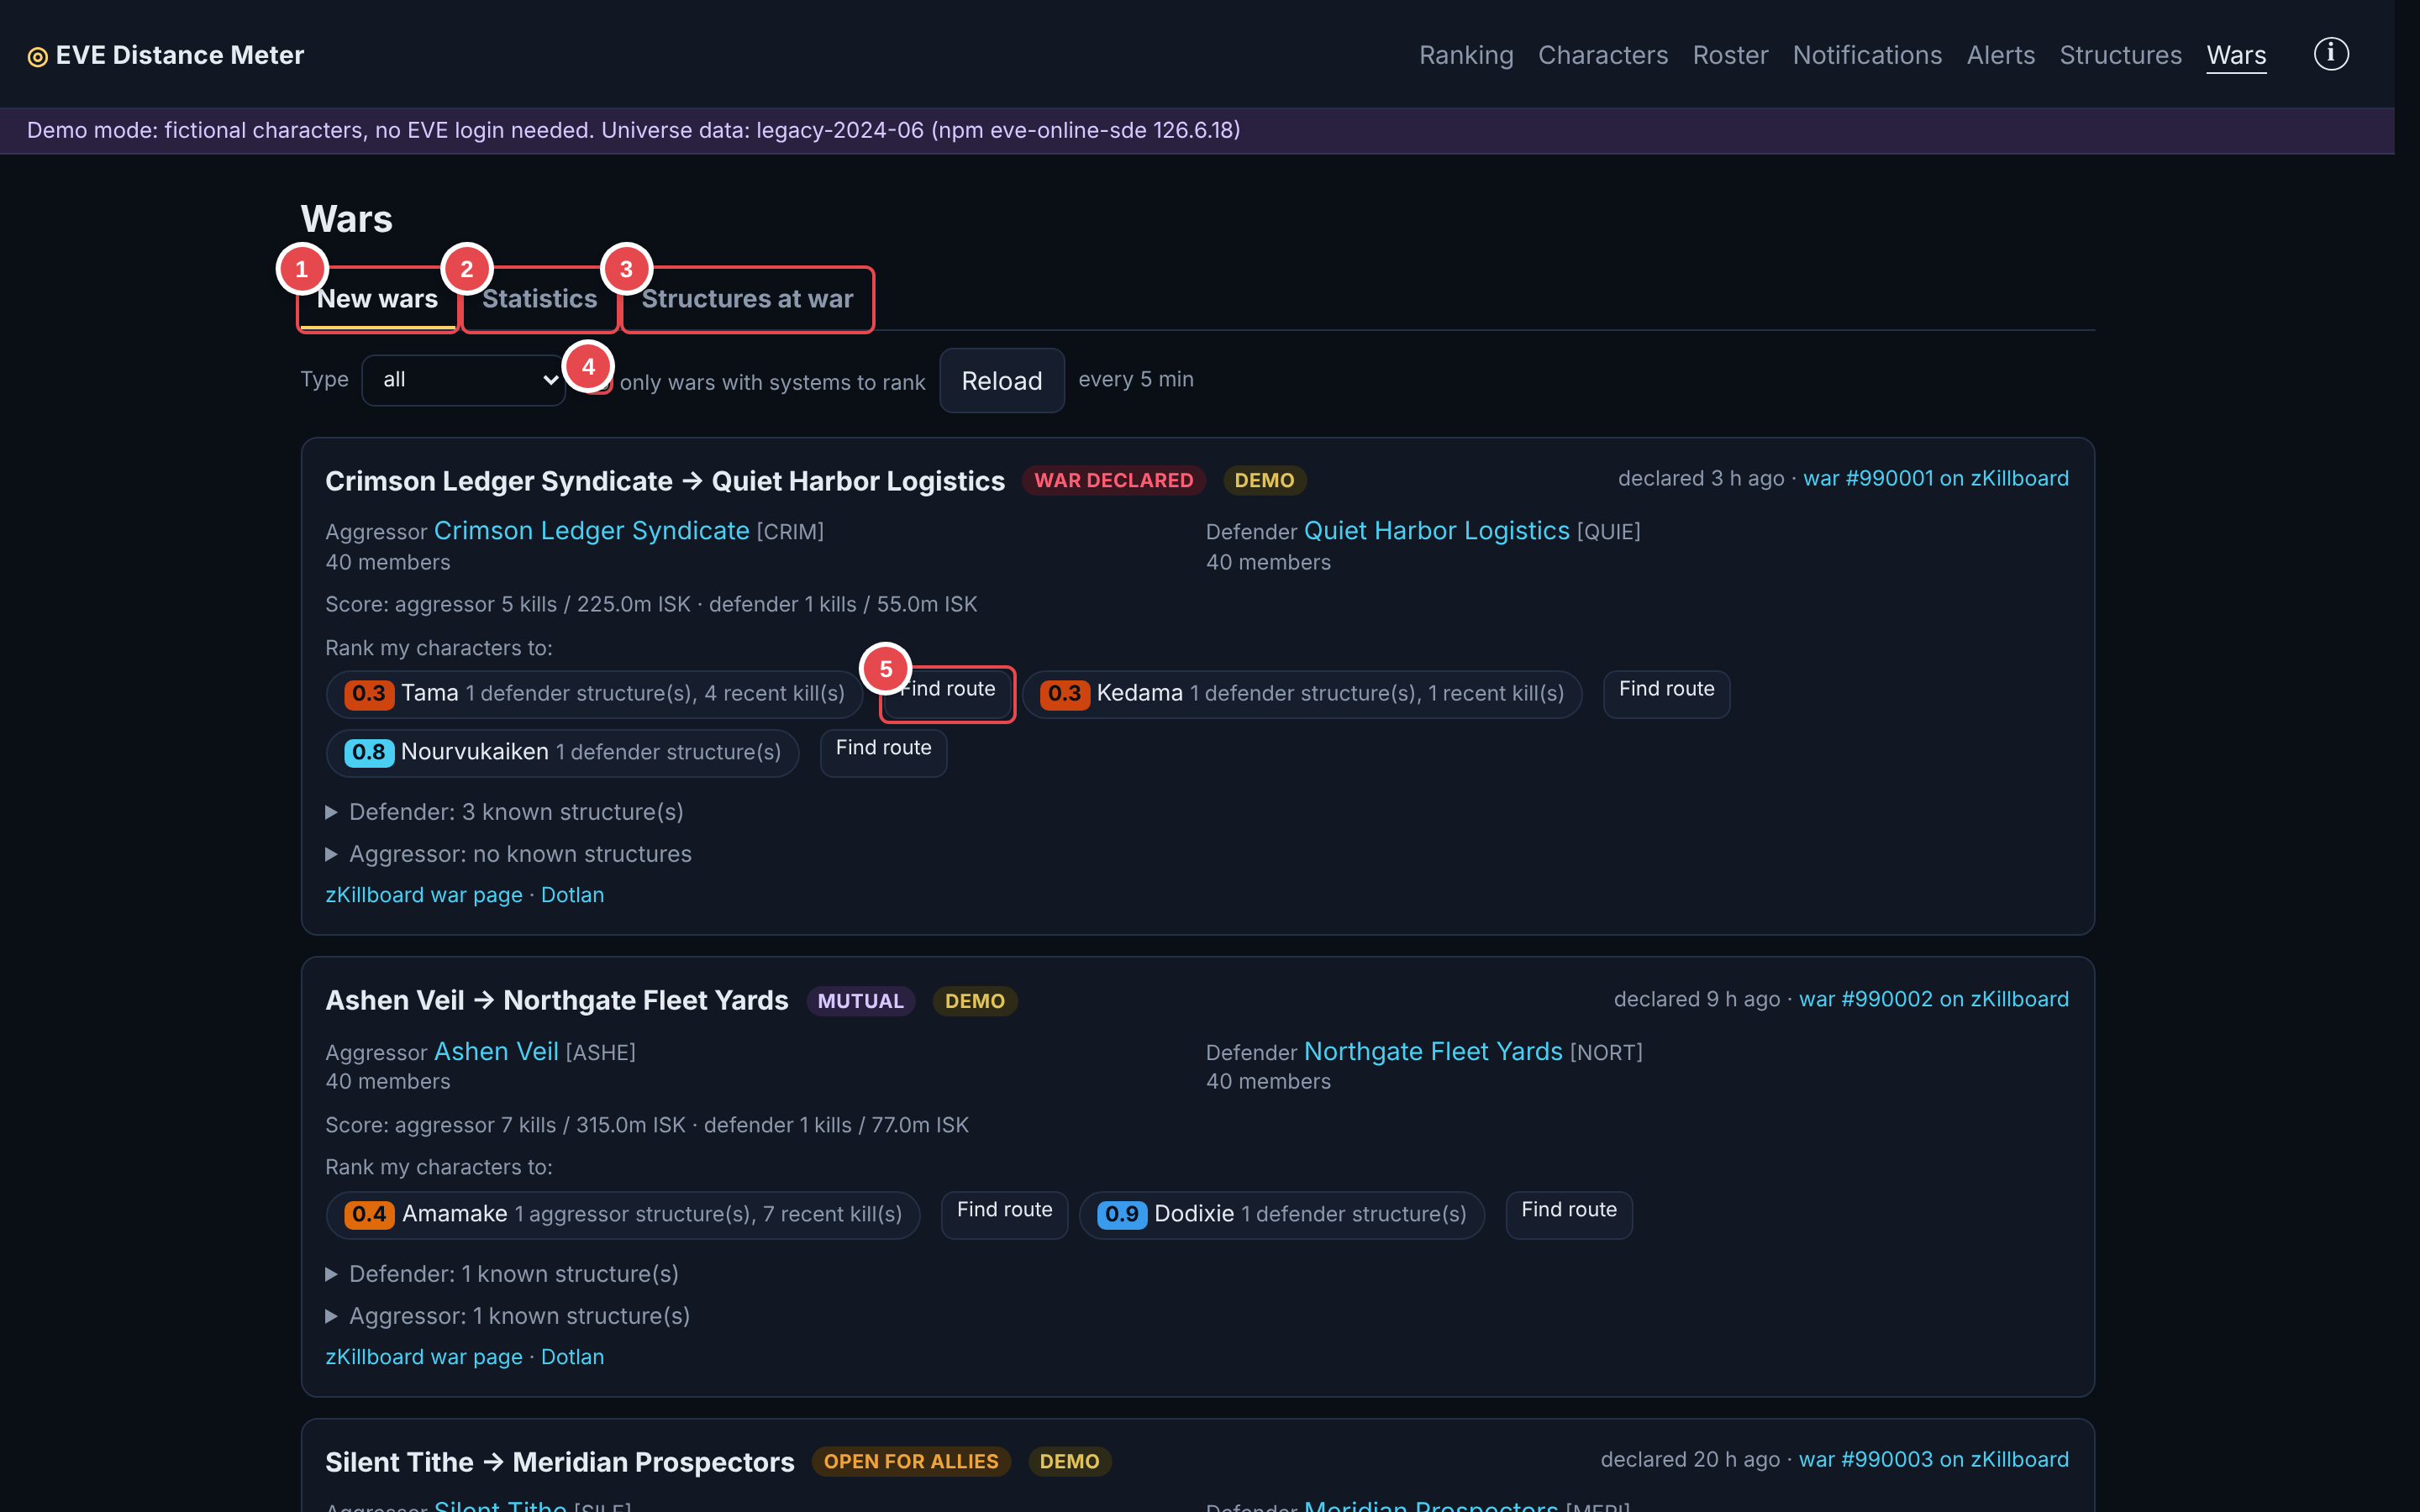 EVE Distance Meter
Ranking Characters Roster Notifications Alerts Structures Wars i
Demo mode: fictional characters, no EVE login needed. Universe data: legacy-2024-06 (npm eve-online-sde 126.6.18)
Wars
1 2 3
New wars Statistics Structures at war
4
Type all only wars with systems to rank Reload every 5 min
Crimson Ledger Syndicate → Quiet Harbor Logistics WAR DECLARED DEMO declared 3 h ago · war #990001 on zKillboard
Aggressor Crimson Ledger Syndicate [CRIM] Defender Quiet Harbor Logistics [QUIE]
40 members 40 members
Score: aggressor 5 kills / 225.0m ISK · defender 1 kills / 55.0m ISK
Rank my characters to:
5
0.3 Tama 1 defender structure(s), 4 recent kill(s) Find route 0.3 Kedama 1 defender structure(s), 1 recent kill(s) Find route
0.8 Nourvukaiken 1 defender structure(s) Find route
▶ Defender: 3 known structure(s)
▶ Aggressor: no known structures
zKillboard war page · Dotlan
Ashen Veil → Northgate Fleet Yards MUTUAL DEMO declared 9 h ago · war #990002 on zKillboard
Aggressor Ashen Veil [ASHE] Defender Northgate Fleet Yards [NORT]
40 members 40 members
Score: aggressor 7 kills / 315.0m ISK · defender 1 kills / 77.0m ISK
Rank my characters to:
0.4 Amamake 1 aggressor structure(s), 7 recent kill(s) Find route 0.9 Dodixie 1 defender structure(s) Find route
▶ Defender: 1 known structure(s)
▶ Aggressor: 1 known structure(s)
zKillboard war page · Dotlan
Silent Tithe → Meridian Prospectors OPEN FOR ALLIES DEMO declared 20 h ago · war #990003 on zKillboard
Aggressor Silent Tithe [SILE] Defender Meridian Prospectors [MERI]